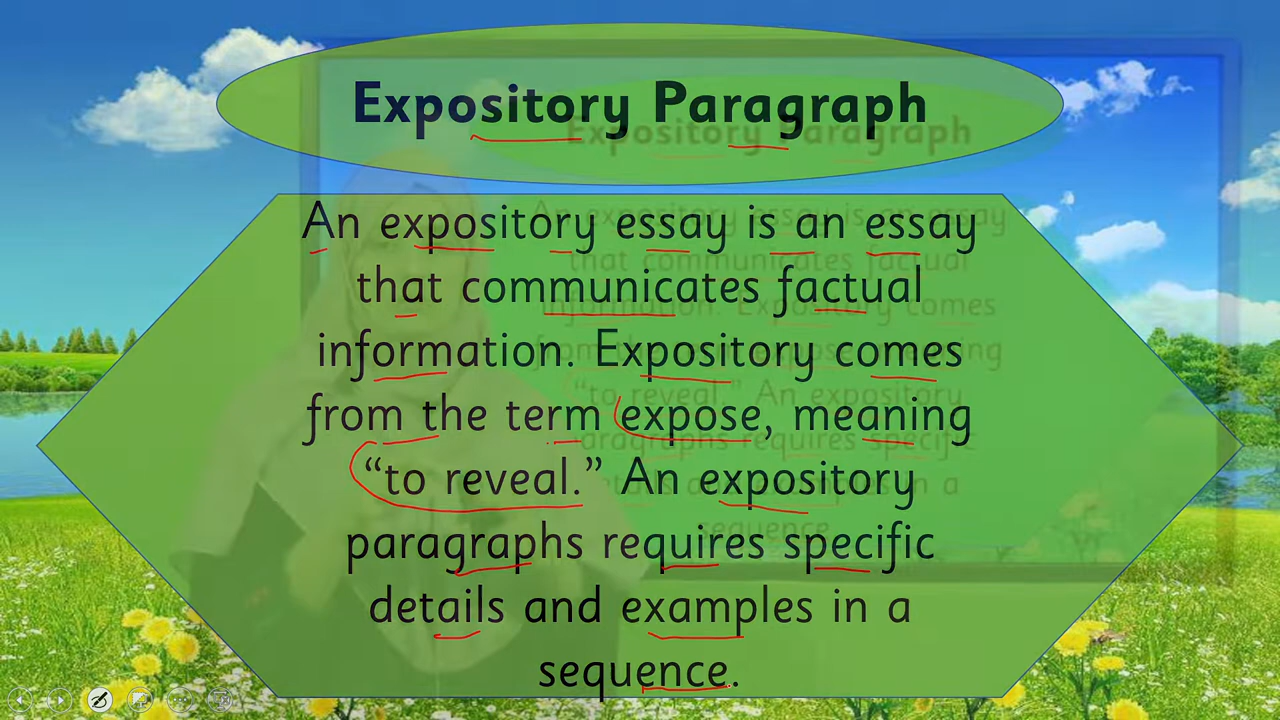 Expository Paragraph
An expository essay is an essay
that communicates factual
information. Expository comes
from the term expose, meaning
“to reveal.” An expository
paragraphs requires specific
details and examples in a
sequence.